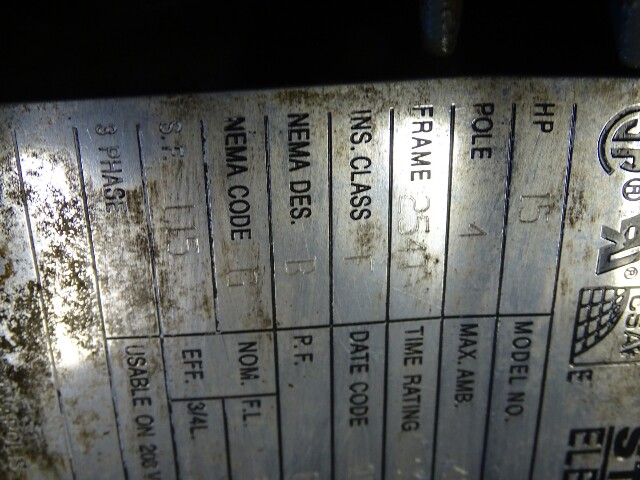 HP 15 MODEL NO.
POLE 4 MAX. AMB.
FRAME 254T TIME RATING
INS. CLASS F DATE CODE
NEMA DES. B P.F.
NEMA CODE G NOM. F.L.
S.F. 1.15 EFF. 3/4L.
3 PHASE USABLE ON 208 V